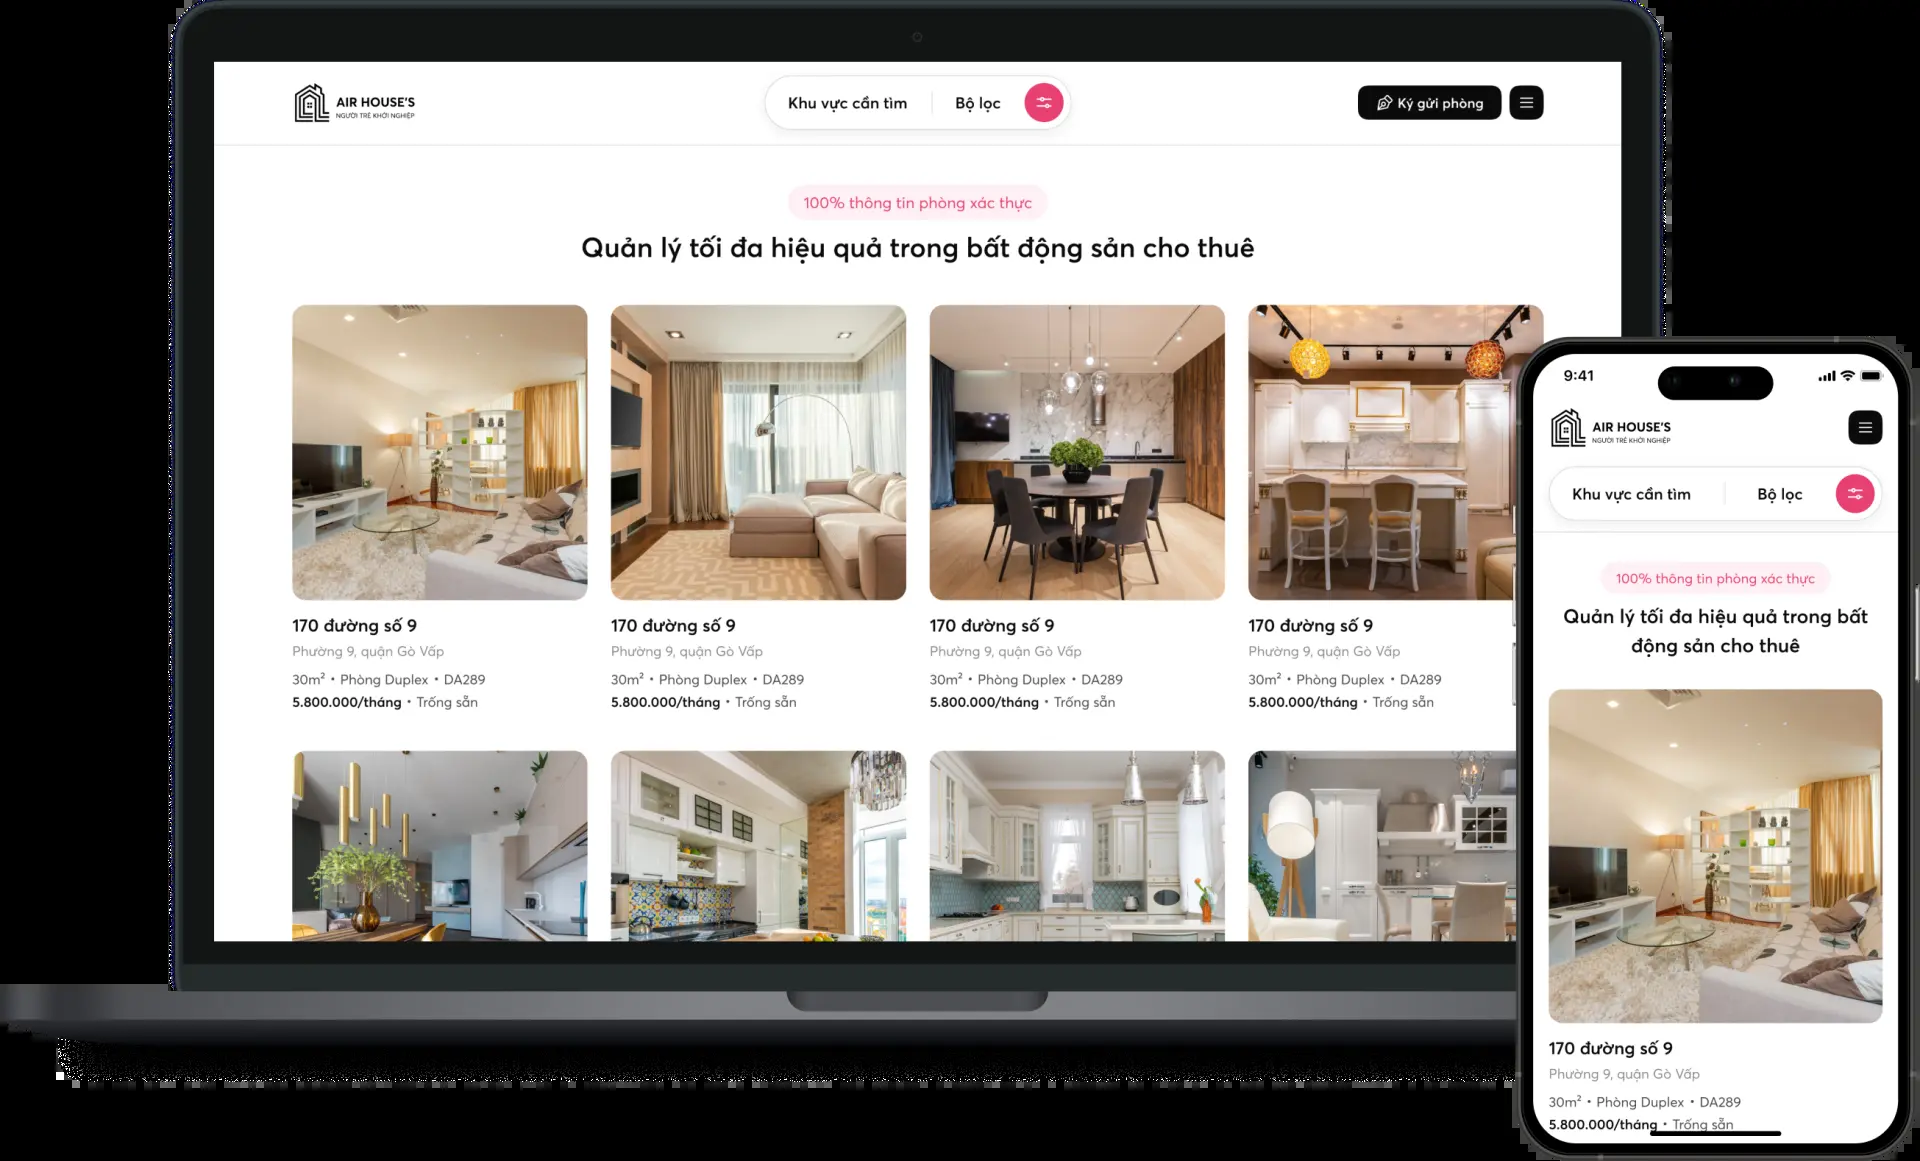 AIR HOUSE'S
NGƯỜI TRẺ KHỞI NGHIỆP
Khu vực cần tìm
Bộ lọc
Ký gửi phòng
100% thông tin phòng xác thực
Quản lý tối đa hiệu quả trong bất động sản cho thuê
170 đường số 9
Phường 9, quận Gò Vấp
30m² • Phòng Duplex • DA289
5.800.000/tháng • Trống sẵn
170 đường số 9
Phường 9, quận Gò Vấp
30m² • Phòng Duplex • DA289
5.800.000/tháng • Trống sẵn
170 đường số 9
Phường 9, quận Gò Vấp
30m² • Phòng Duplex • DA289
5.800.000/tháng • Trống sẵn
170 đường số 9
Phường 9, quận Gò Vấp
30m² • Phòng Duplex • DA289
5.800.000/tháng • Trống sẵn
9:41
AIR HOUSE'S
NGƯỜI TRẺ KHỞI NGHIỆP
Khu vực cần tìm
Bộ lọc
100% thông tin phòng xác thực
Quản lý tối đa hiệu quả trong bất
động sản cho thuê
170 đường số 9
Phường 9, quận Gò Vấp
30m² • Phòng Duplex • DA289
5.800.000/tháng • Trống sẵn